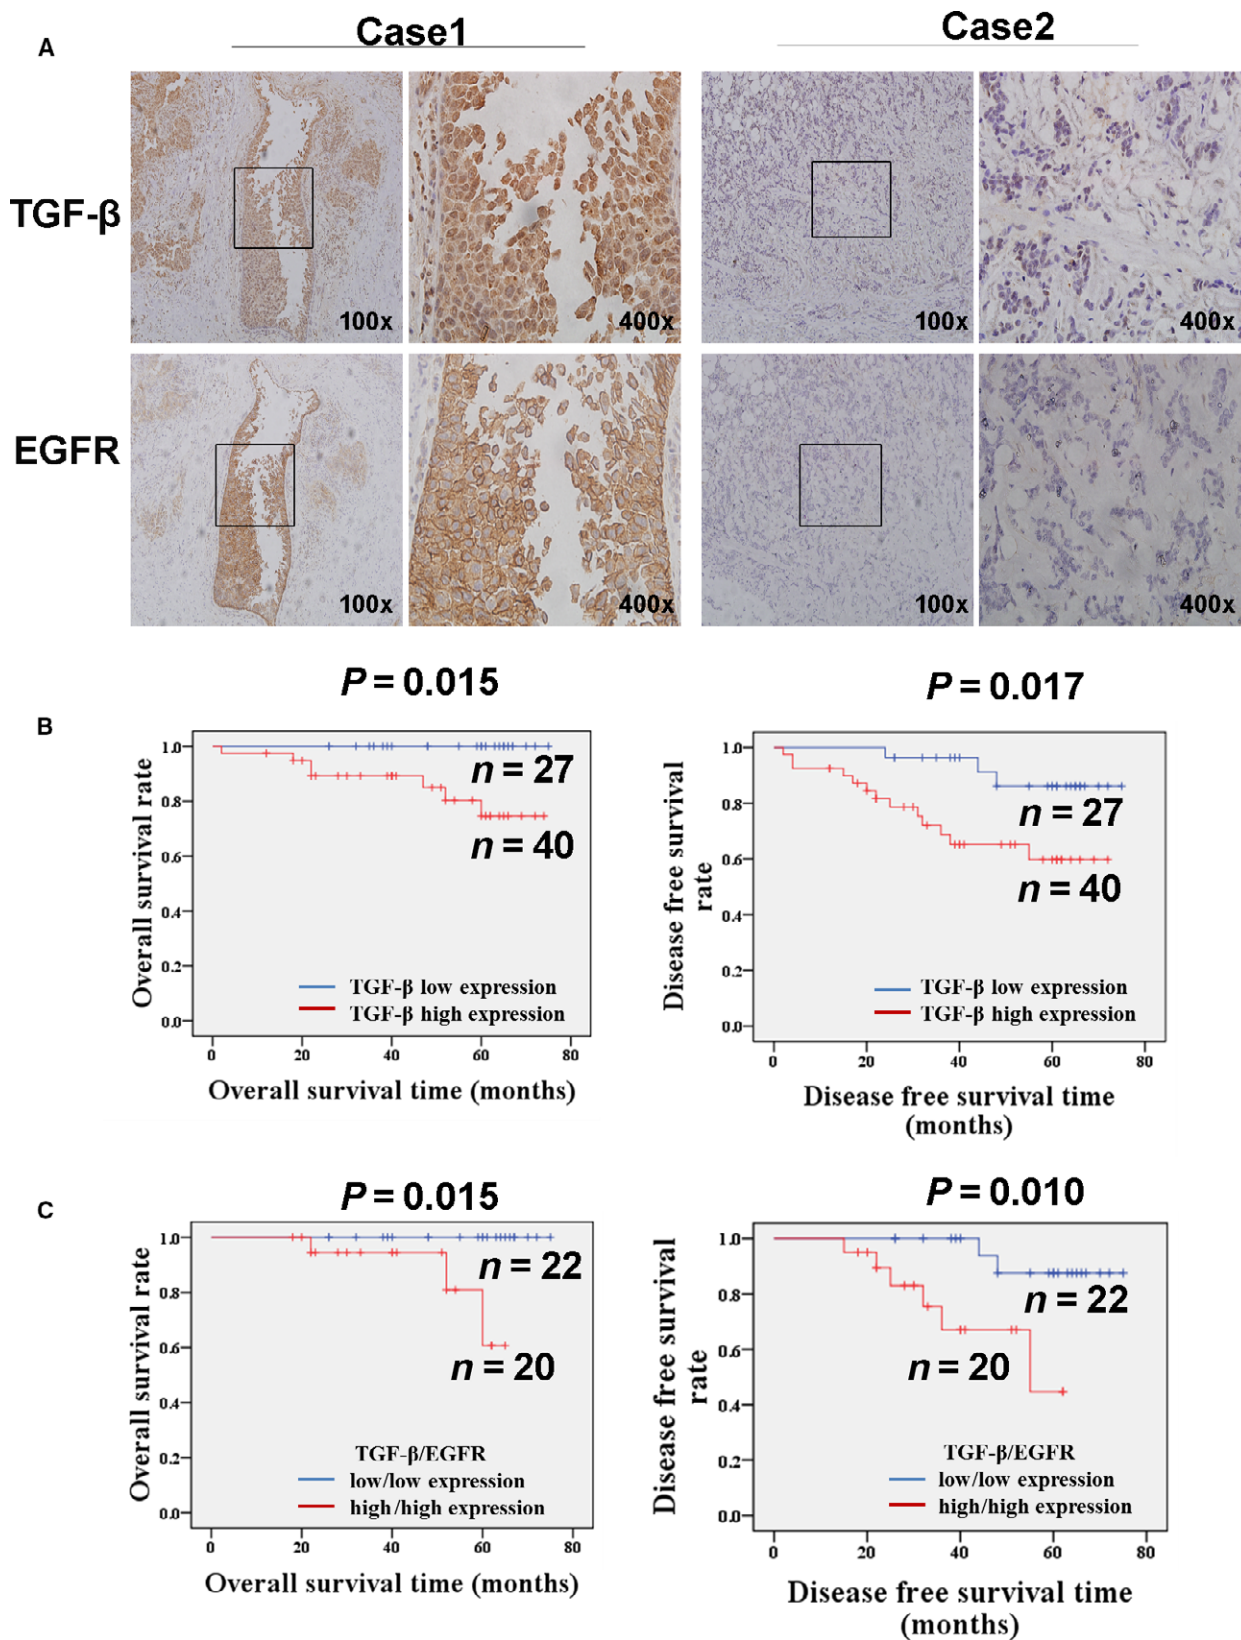 A
Case1
Case2
TGF-β
100x
400x
100x
400x
EGFR
100x
400x
100x
400x
P = 0.015
P = 0.017
B
Overall survival rate
1.0
0.8
0.6
0.4
0.2
0.0
n = 27
n = 40
TGF-β low expression
TGF-β high expression
0 20 40 60 80
Overall survival time (months)
Disease free survival
rate
1.0
0.8
0.6
0.4
0.2
0.0
n = 27
n = 40
TGF-β low expression
TGF-β high expression
0 20 40 60 80
Disease free survival time
(months)
C
P = 0.015
P = 0.010
Overall survival rate
1.0
0.8
0.6
0.4
0.2
0.0
n = 22
n = 20
TGF-β/EGFR
low/low expression
high/high expression
0 20 40 60 80
Overall survival time (months)
Disease free survival
rate
1.0
0.8
0.6
0.4
0.2
0.0
n = 22
n = 20
TGF-β/EGFR
low/low expression
high/high expression
0 20 40 60 80
Disease free survival time
(months)